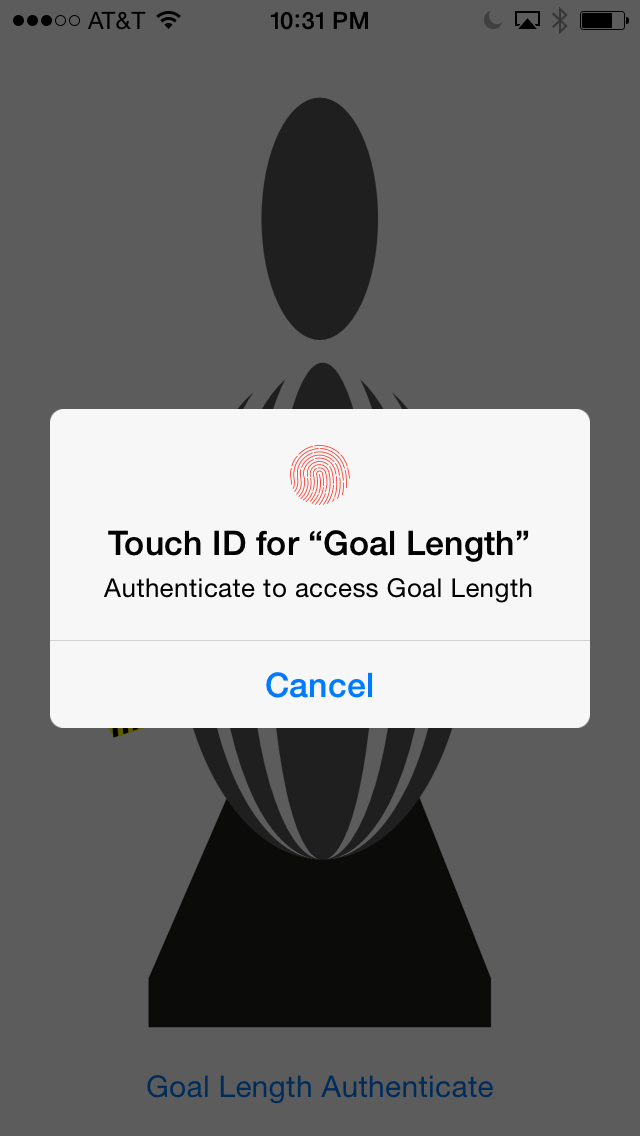 AT&T 10:31 PM
Touch ID for “Goal Length”
Authenticate to access Goal Length
Cancel
Goal Length Authenticate